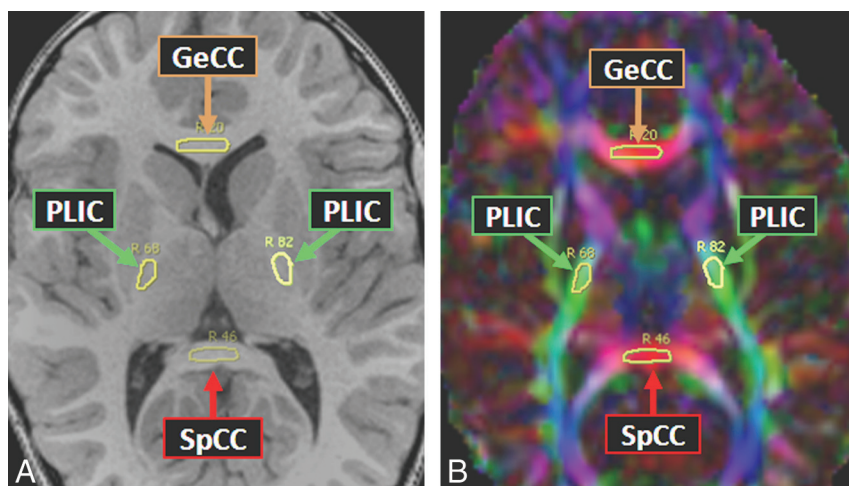 GeCC
R 20
PLIC
PLIC
R 68
R 82
R 46
SpCC
A
GeCC
R 20
PLIC
PLIC
R 68
R 82
R 46
SpCC
B